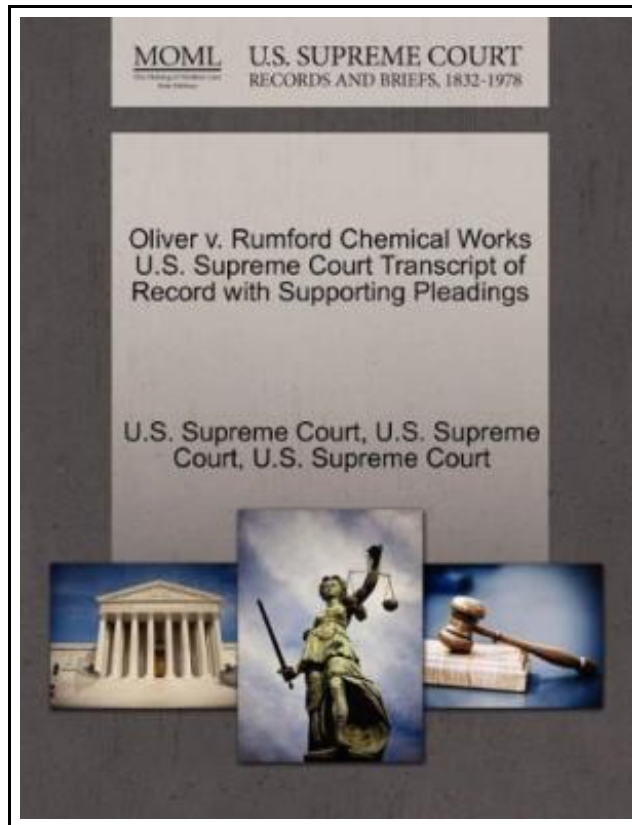 MOML
U.S. SUPREME COURT
RECORDS AND BRIEFS, 1832-1978
Oliver v. Rumford Chemical Works
U.S. Supreme Court Transcript of
Record with Supporting Pleadings
U.S. Supreme Court, U.S. Supreme
Court, U.S. Supreme Court